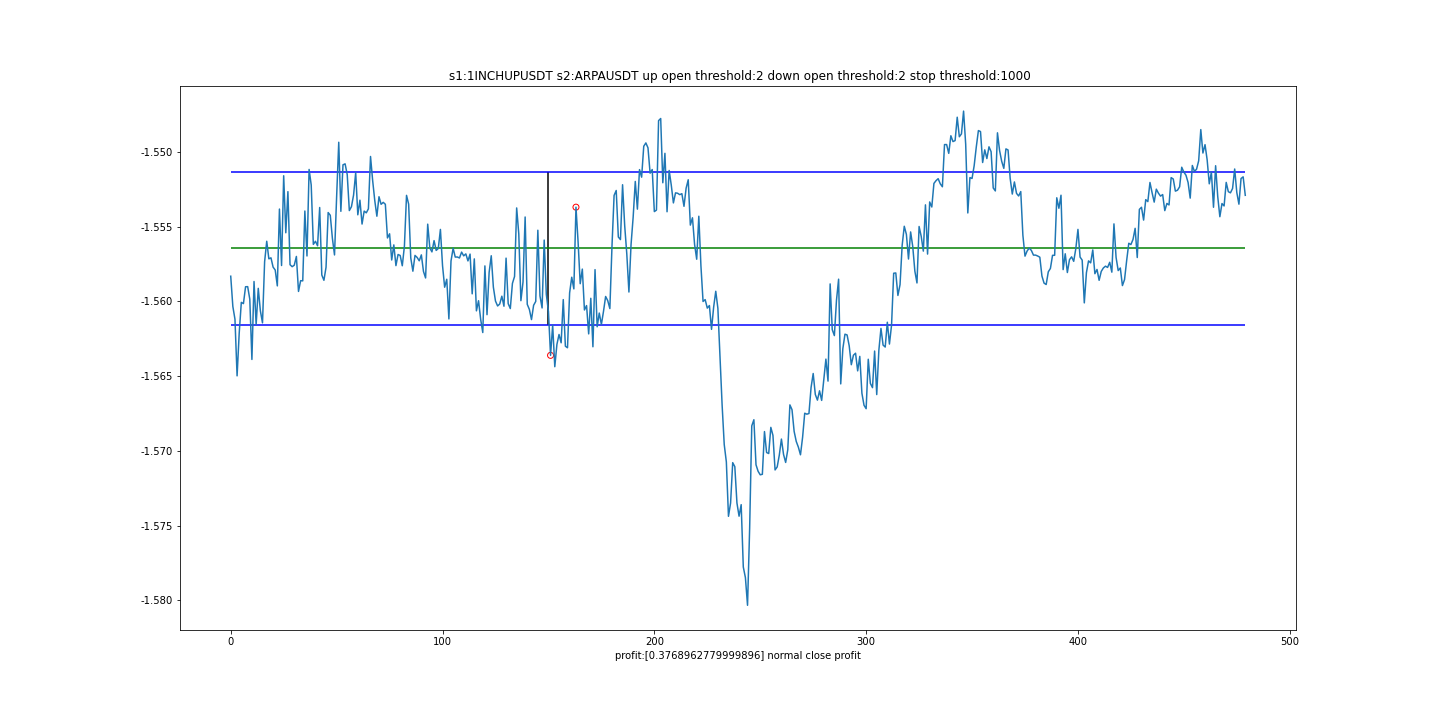 s1:1INCHUPUSDT s2:ARPAUSDT up open threshold:2 down open threshold:2 stop threshold:1000
-1.550
-1.555
-1.560
-1.565
-1.570
-1.575
-1.580
0 100 200 300 400 500
profit:[0.3768962779999896] normal close profit